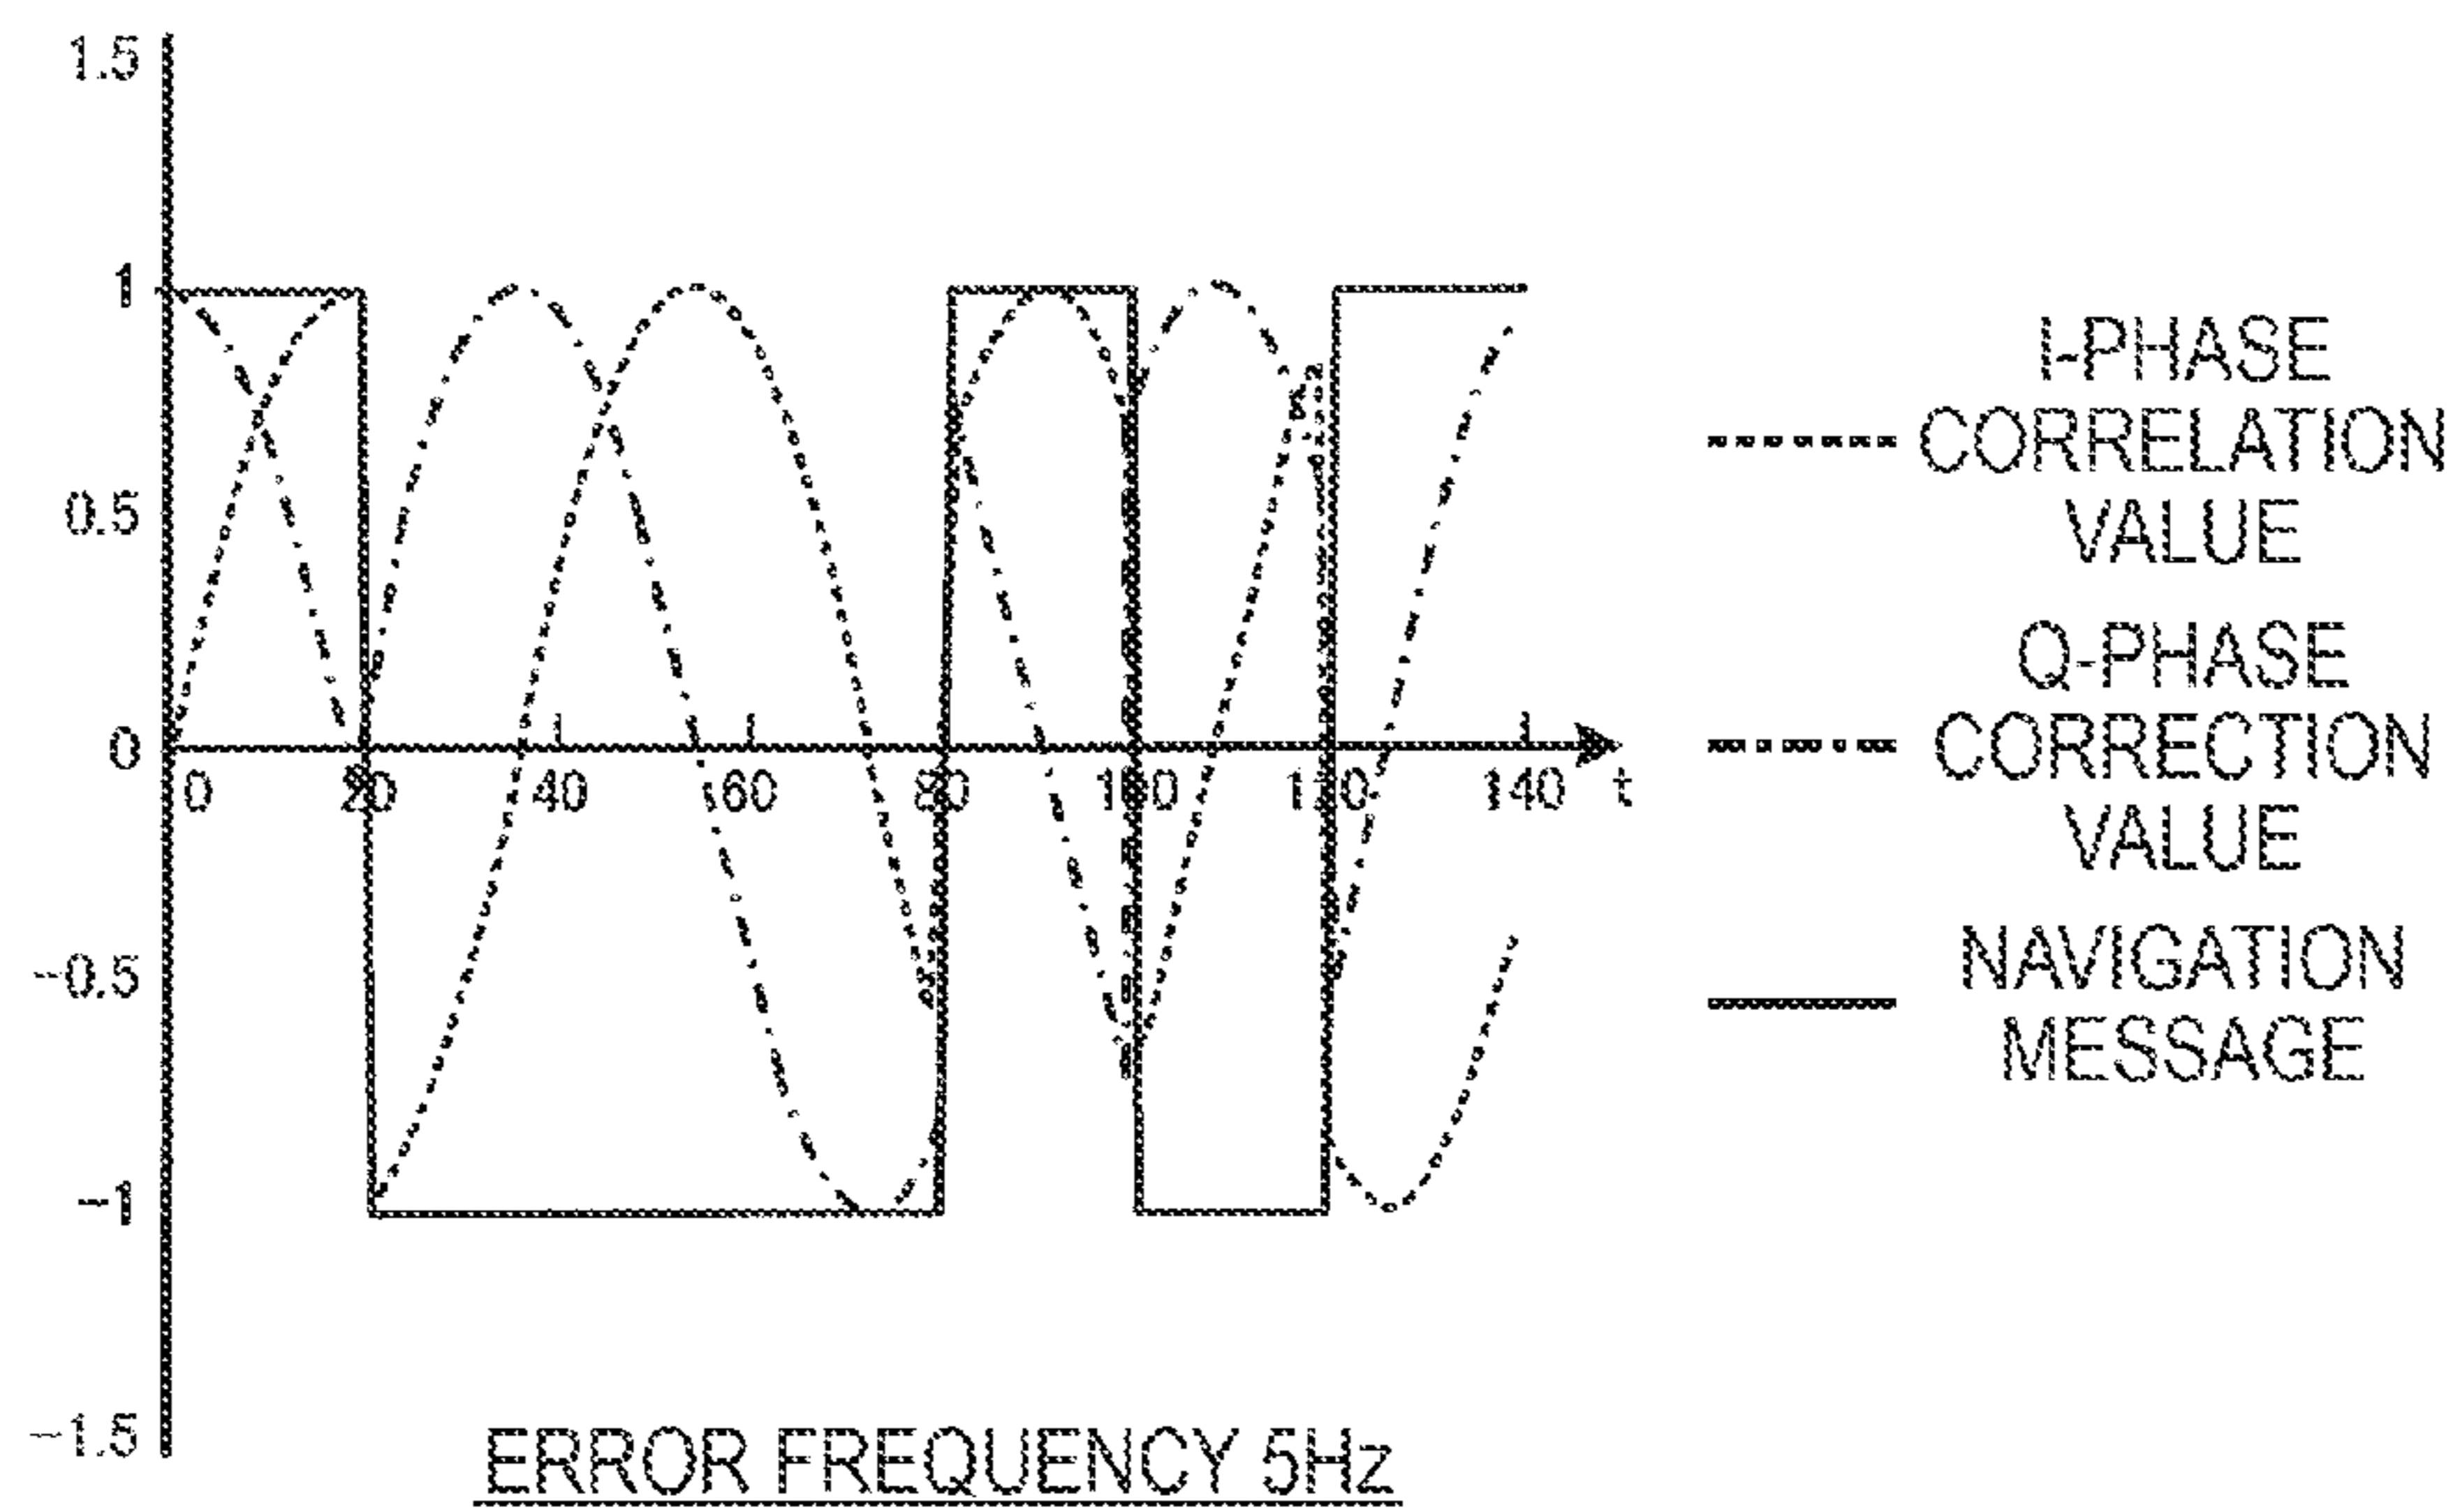 1.5
1
0.5
0
-0.5
-1
-1.5
0 20 40 60 80 100 120 140 t
I-PHASE
CORRELATION
VALUE
Q-PHASE
CORRECTION
VALUE
NAVIGATION
MESSAGE
ERROR FREQUENCY 5Hz